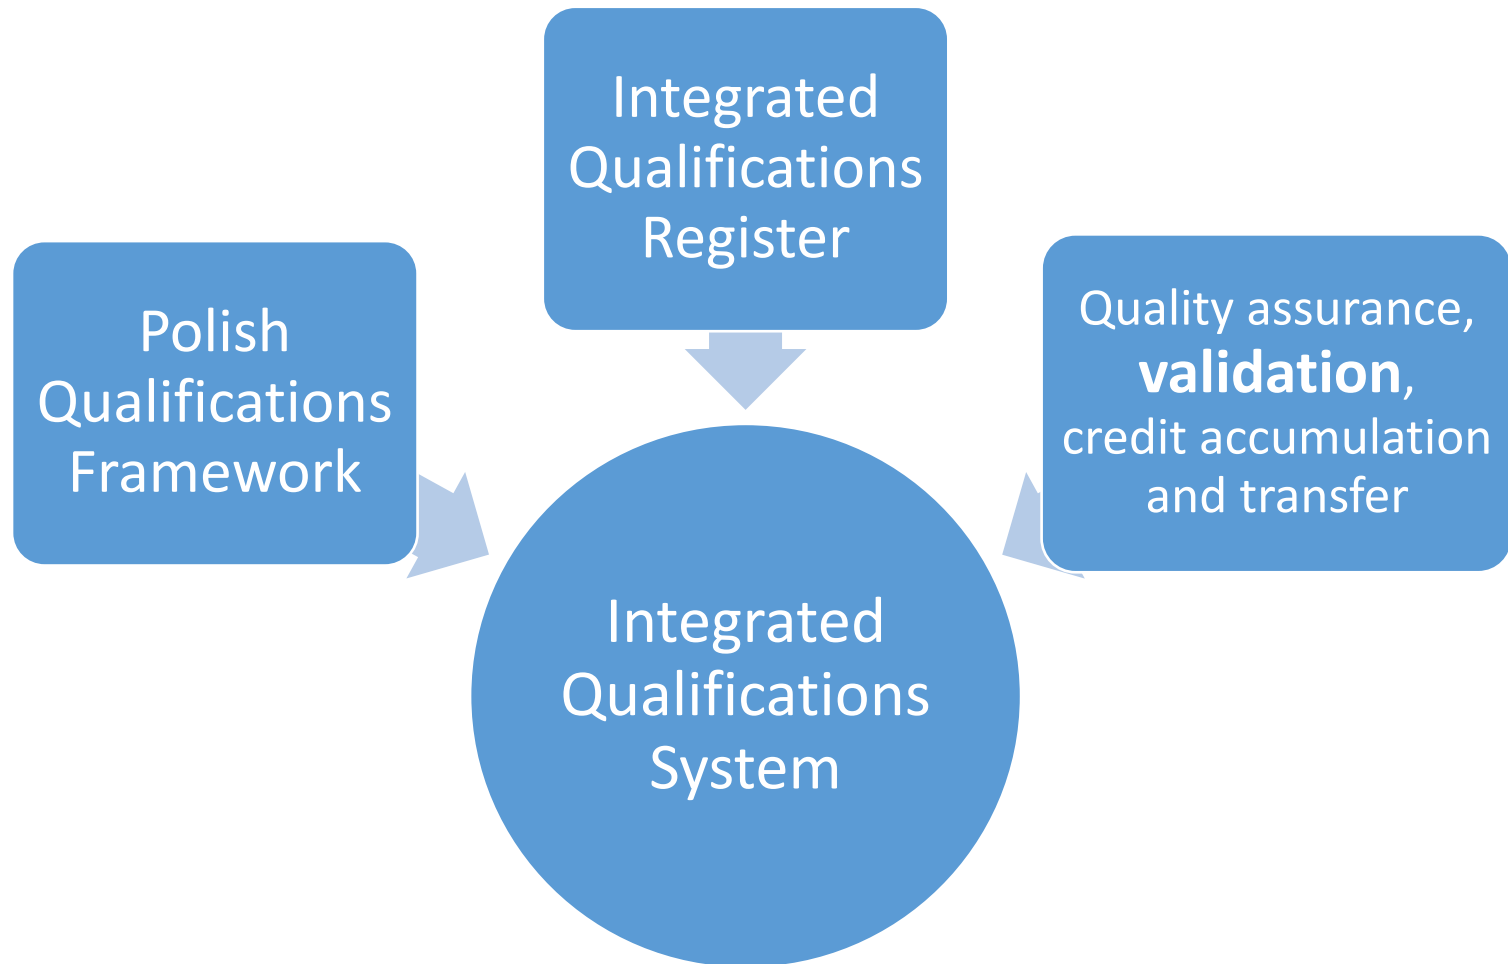 Integrated
Qualifications
Register
Polish
Qualifications
Framework
Quality assurance,
validation,
credit accumulation
and transfer
Integrated
Qualifications
System